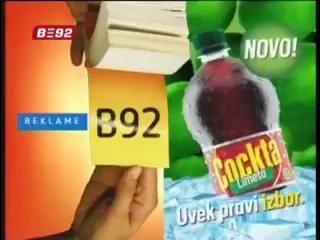 B92
NOVO!
REKLAME
B92
Cockta
Limeta
Uvek pravi izbor.